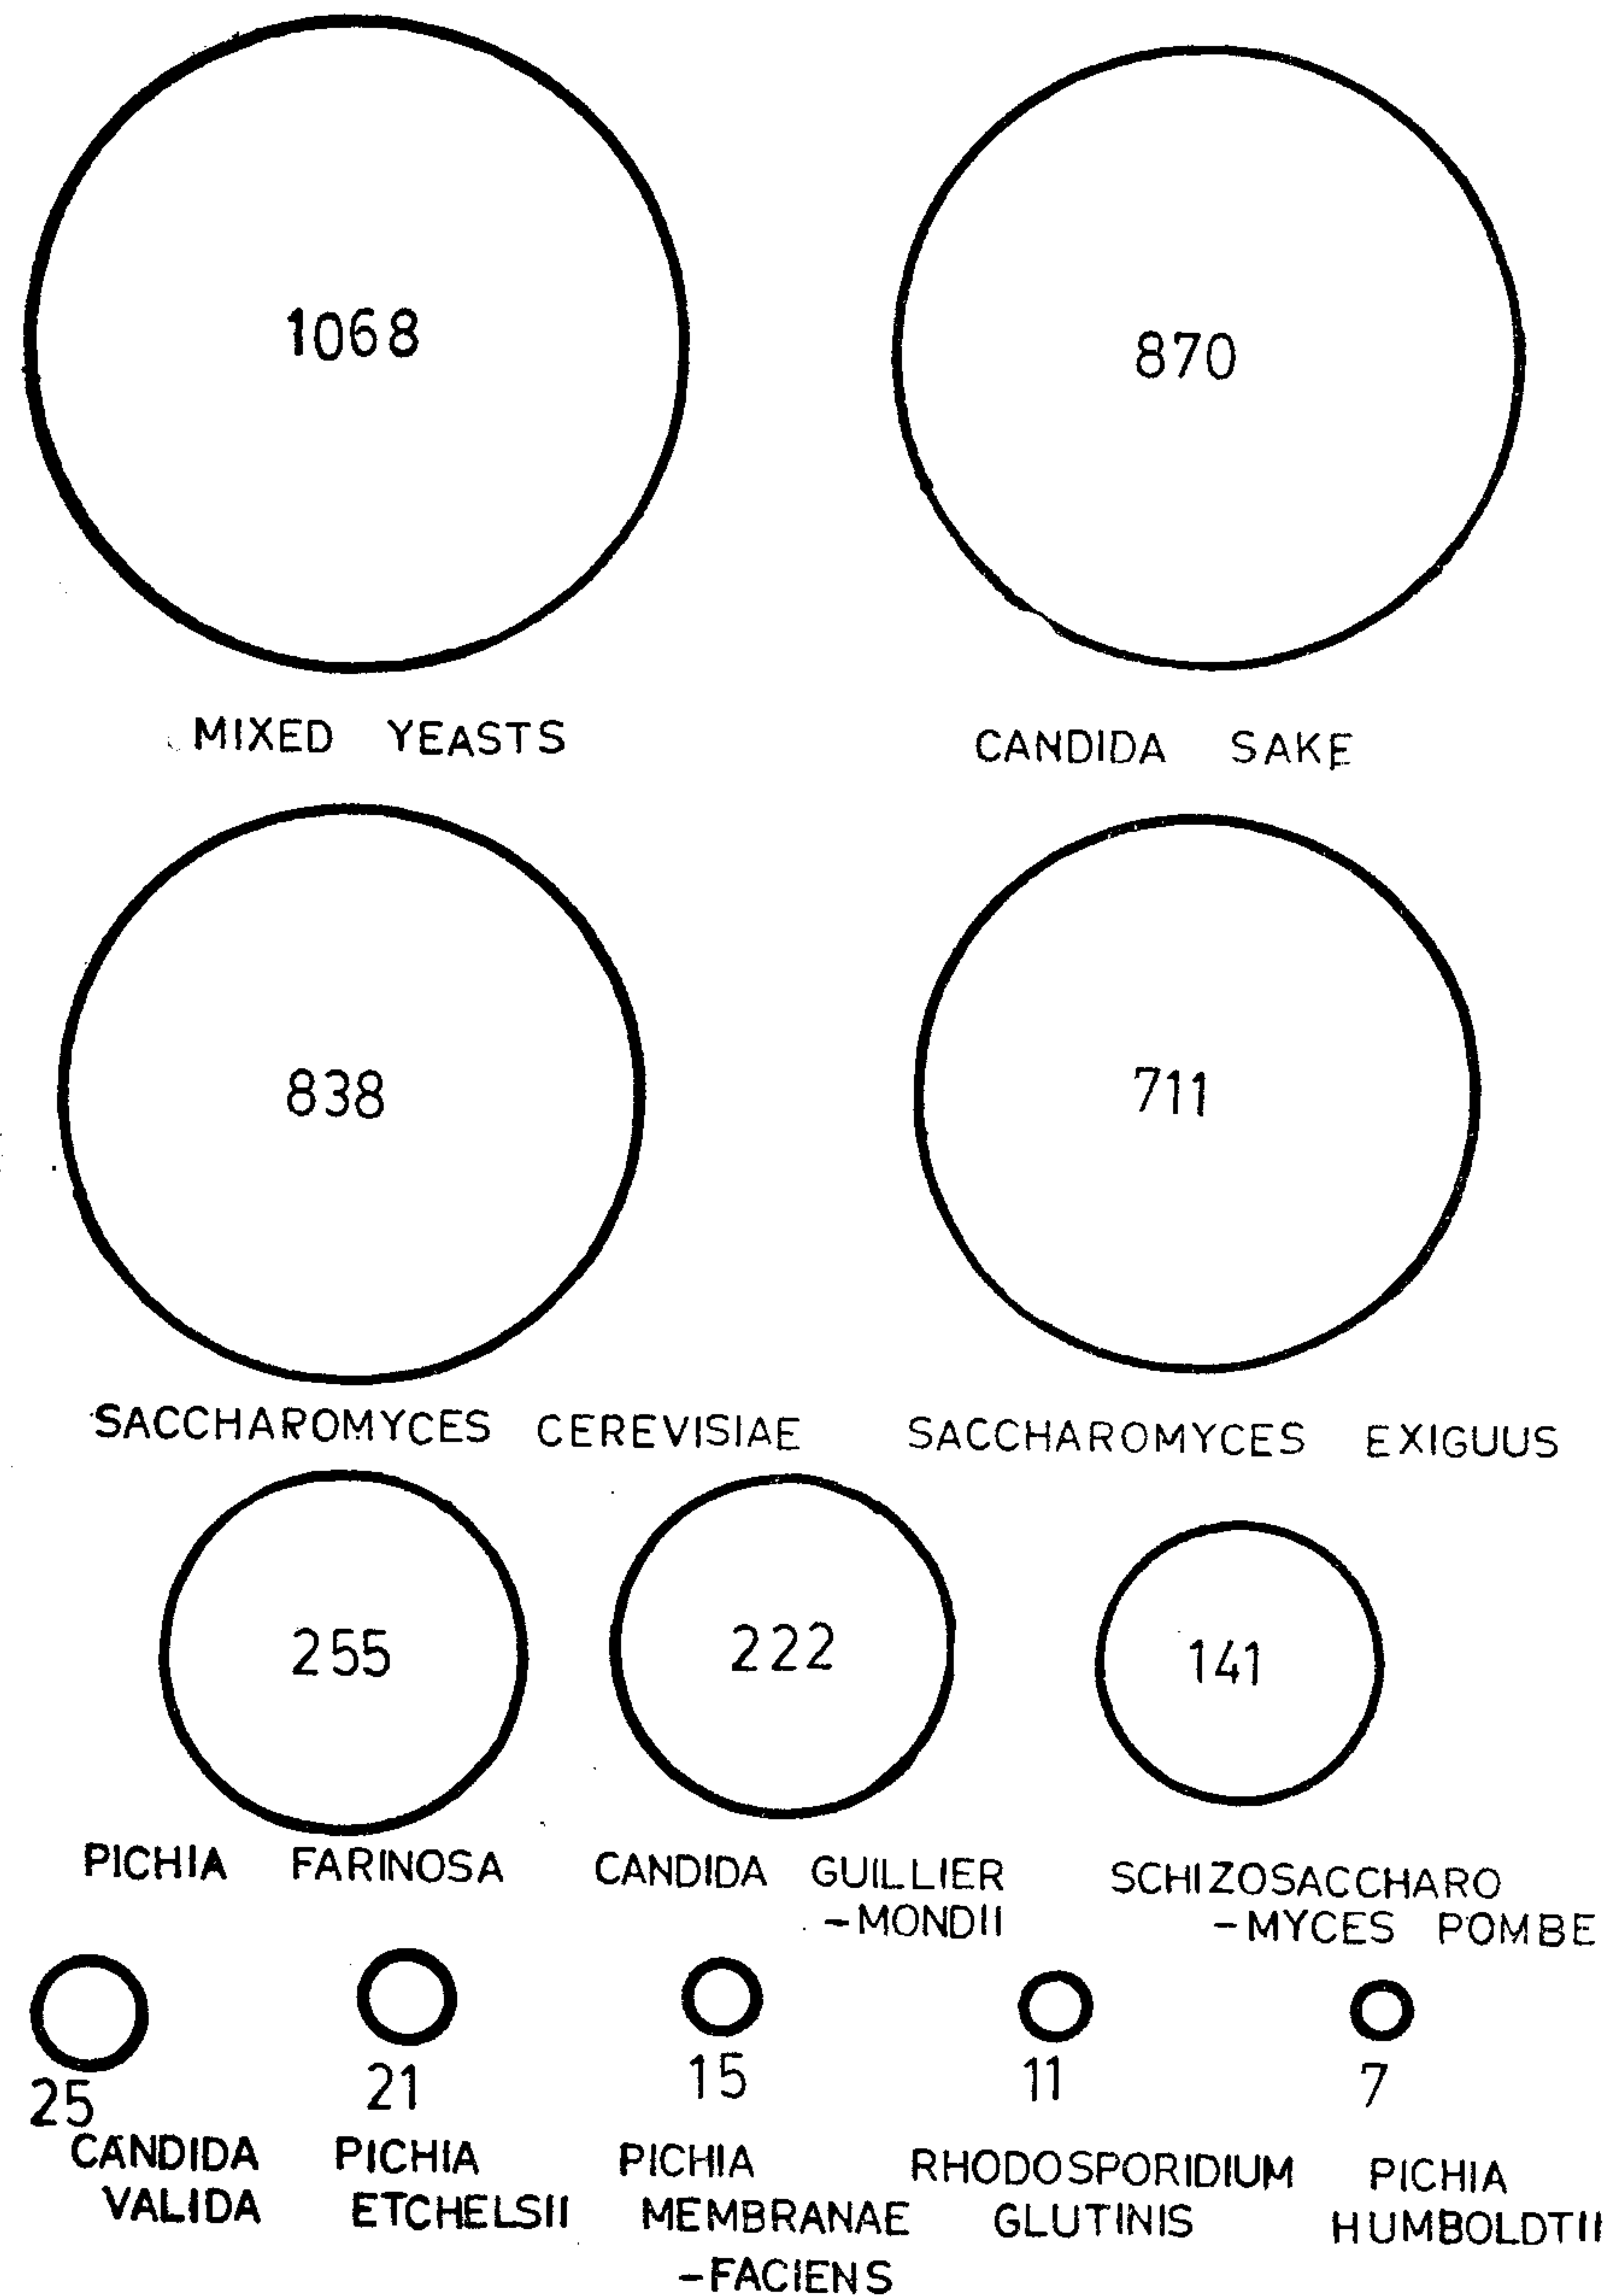 1068
870
MIXED YEASTS
CANDIDA SAKE
838
711
SACCHAROMYCES CEREVISIAE
SACCHAROMYCES EXIGUUS
255
222
141
PICHIA FARINOSA
CANDIDA GUILLIER
-MONDII
SCHIZOSACCHARO
-MYCES POMBE
25
CANDIDA
VALIDA
21
PICHIA
ETCHELSII
15
PICHIA
MEMBRANAE
-FACIENS
11
RHODOSPORIDIUM
GLUTINIS
7
PICHIA
HUMBOLDTII